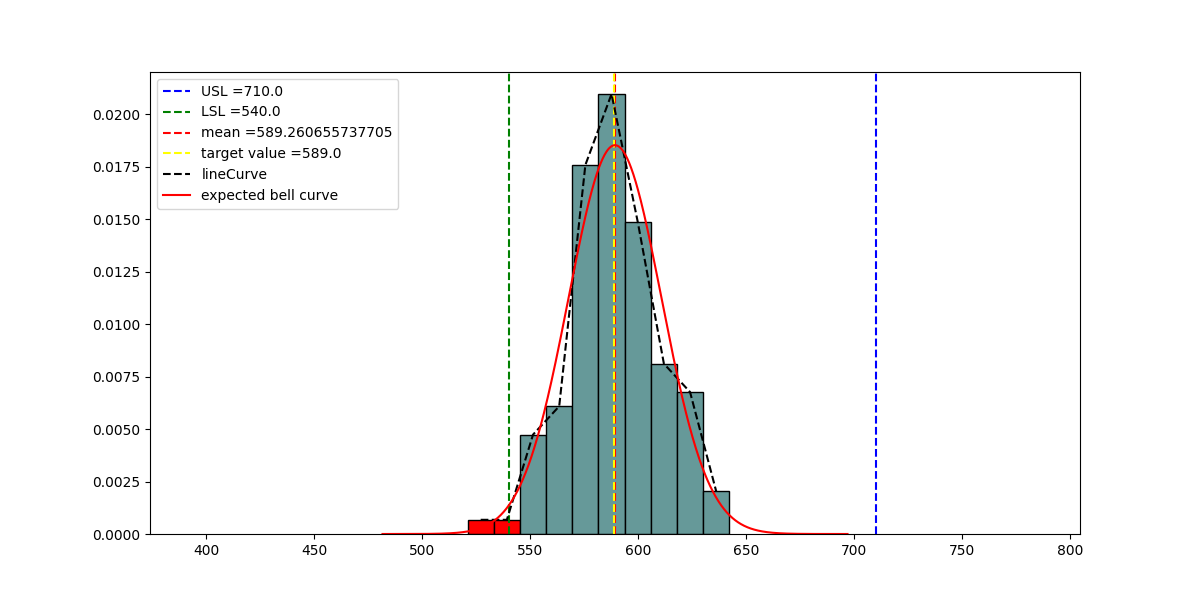 USL =710.0
LSL =540.0
mean =589.260655737705
target value =589.0
lineCurve
expected bell curve
0.0200
0.0175
0.0150
0.0125
0.0100
0.0075
0.0050
0.0025
0.0000
400 450 500 550 600 650 700 750 800